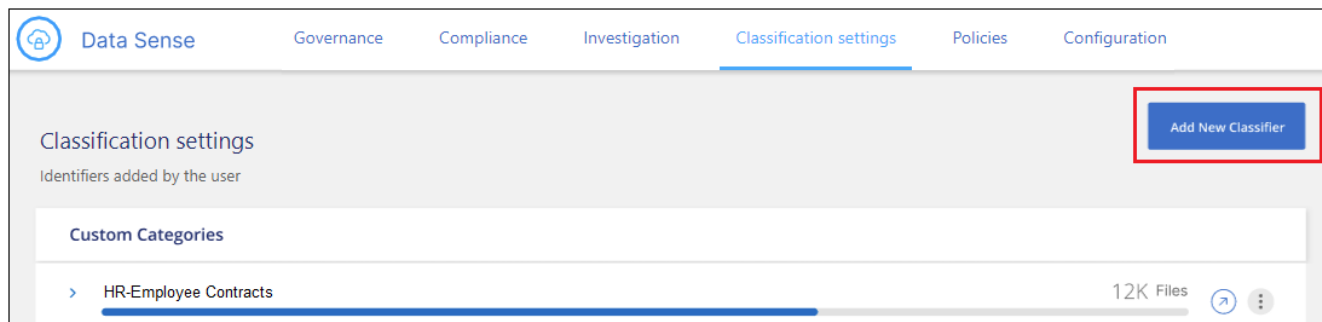 Data Sense Governance Compliance Investigation Classification settings Policies Configuration
Add New Classifier
Classification settings
Identifiers added by the user
Custom Categories
HR-Employee Contracts 12K Files